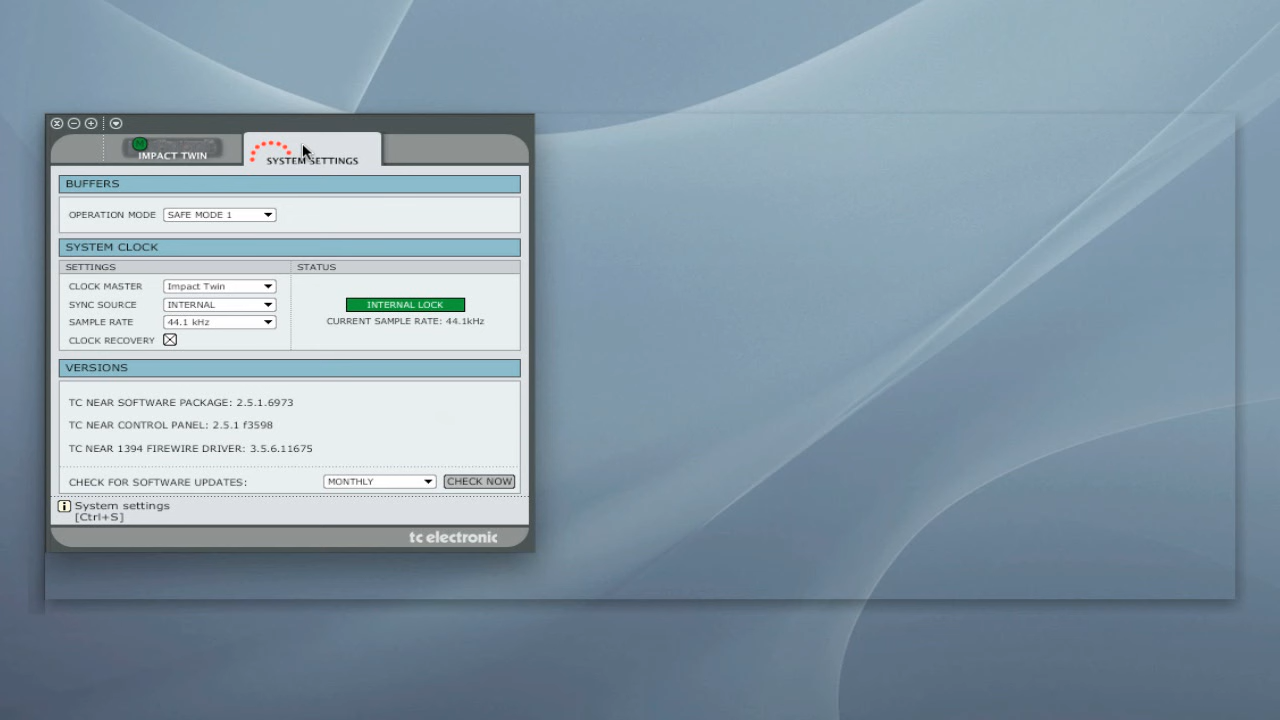 IMPACT TWIN
SYSTEM SETTINGS
BUFFERS
OPERATION MODE SAFE MODE 1
SYSTEM CLOCK
SETTINGS STATUS
CLOCK MASTER Impact Twin
SYNC SOURCE INTERNAL INTERNAL LOCK
SAMPLE RATE 44.1 kHz CURRENT SAMPLE RATE: 44.1kHz
CLOCK RECOVERY
VERSIONS
TC NEAR SOFTWARE PACKAGE: 2.5.1.6973
TC NEAR CONTROL PANEL: 2.5.1 f3598
TC NEAR 1394 FIREWIRE DRIVER: 3.5.6.11675
CHECK FOR SOFTWARE UPDATES: MONTHLY CHECK NOW
i System settings
[Ctrl+S]
tc electronic